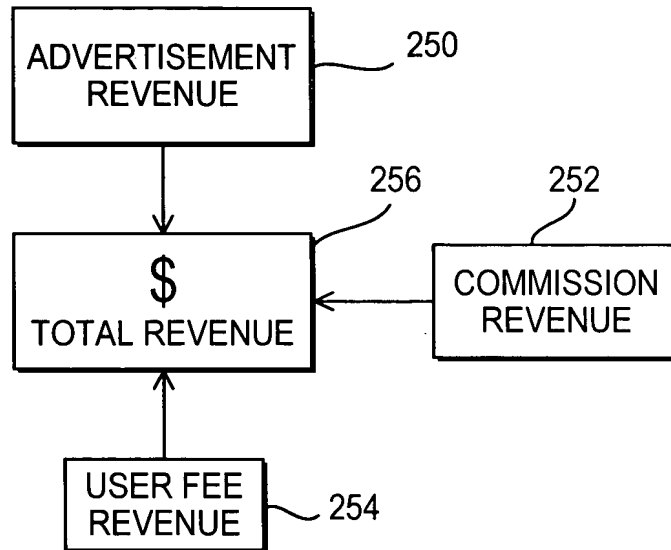 ADVERTISEMENT
REVENUE
250
256
252
$
TOTAL REVENUE
COMMISSION
REVENUE
USER FEE
REVENUE
254